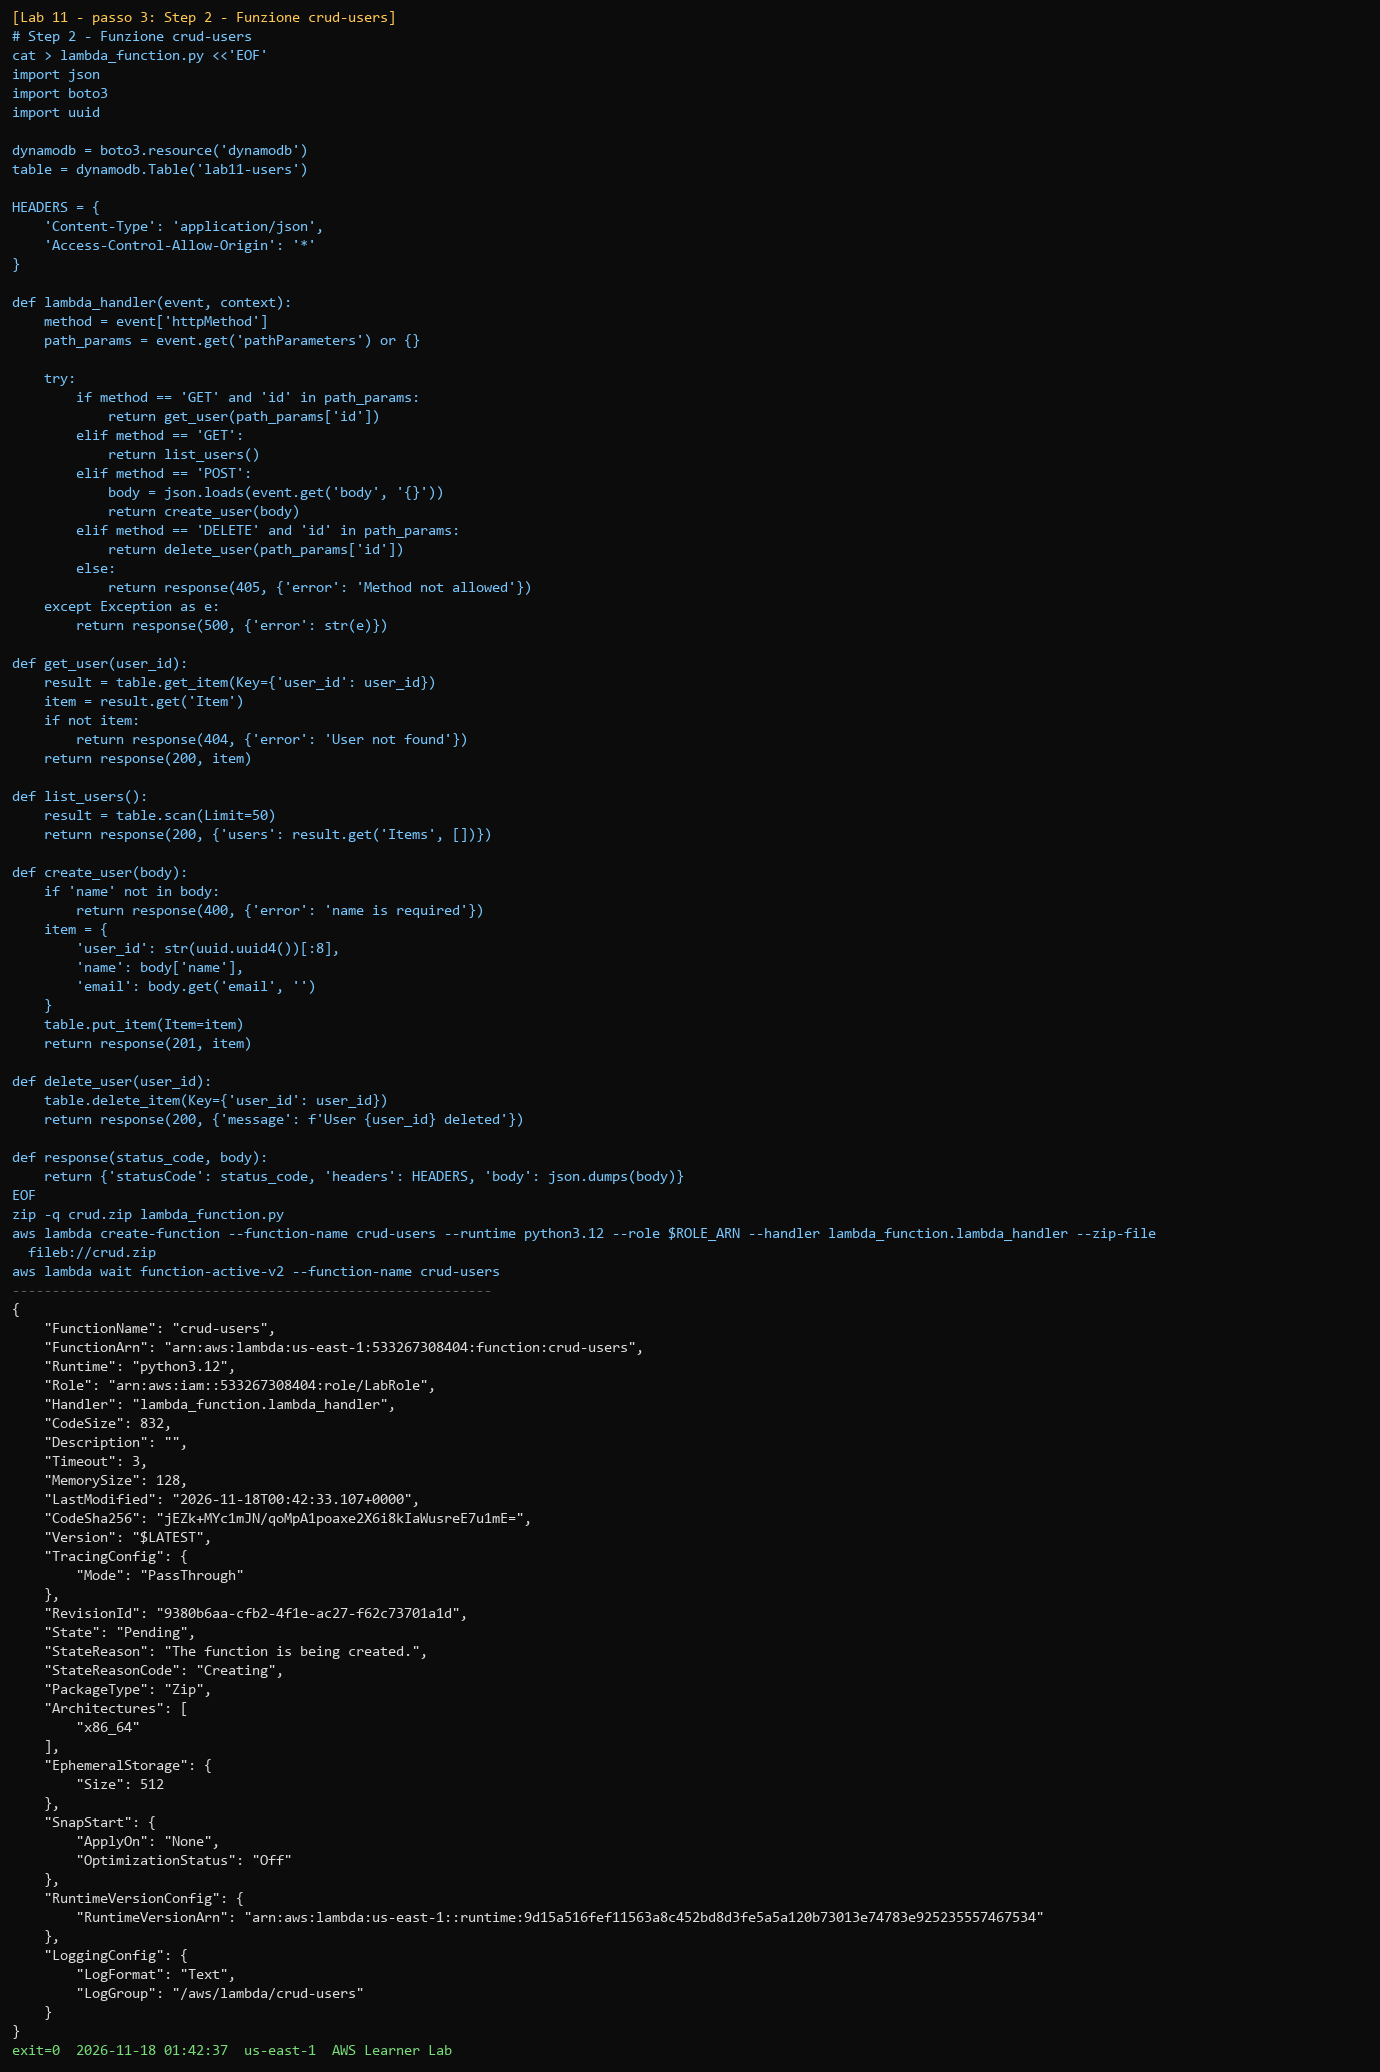 [Lab 11 - passo 3: Step 2 - Funzione crud-users]
# Step 2 - Funzione crud-users
cat > lambda_function.py <<'EOF'
import json
import boto3
import uuid

dynamodb = boto3.resource('dynamodb')
table = dynamodb.Table('lab11-users')

HEADERS = {
    'Content-Type': 'application/json',
    'Access-Control-Allow-Origin': '*'
}

def lambda_handler(event, context):
    method = event['httpMethod']
    path_params = event.get('pathParameters') or {}

    try:
        if method == 'GET' and 'id' in path_params:
            return get_user(path_params['id'])
        elif method == 'GET':
            return list_users()
        elif method == 'POST':
            body = json.loads(event.get('body', '{}'))
            return create_user(body)
        elif method == 'DELETE' and 'id' in path_params:
            return delete_user(path_params['id'])
        else:
            return response(405, {'error': 'Method not allowed'})
    except Exception as e:
        return response(500, {'error': str(e)})

def get_user(user_id):
    result = table.get_item(Key={'user_id': user_id})
    item = result.get('Item')
    if not item:
        return response(404, {'error': 'User not found'})
    return response(200, item)

def list_users():
    result = table.scan(Limit=50)
    return response(200, {'users': result.get('Items', [])})

def create_user(body):
    if 'name' not in body:
        return response(400, {'error': 'name is required'})
    item = {
        'user_id': str(uuid.uuid4())[:8],
        'name': body['name'],
        'email': body.get('email', '')
    }
    table.put_item(Item=item)
    return response(201, item)

def delete_user(user_id):
    table.delete_item(Key={'user_id': user_id})
    return response(200, {'message': f'User {user_id} deleted'})

def response(status_code, body):
    return {'statusCode': status_code, 'headers': HEADERS, 'body': json.dumps(body)}
EOF
zip -q crud.zip lambda_function.py
aws lambda create-function --function-name crud-users --runtime python3.12 --role $ROLE_ARN --handler lambda_function.lambda_handler --zip-file
  fileb://crud.zip
aws lambda wait function-active-v2 --function-name crud-users
------------------------------------------------------------
{
    "FunctionName": "crud-users",
    "FunctionArn": "arn:aws:lambda:us-east-1:533267308404:function:crud-users",
    "Runtime": "python3.12",
    "Role": "arn:aws:iam::533267308404:role/LabRole",
    "Handler": "lambda_function.lambda_handler",
    "CodeSize": 832,
    "Description": "",
    "Timeout": 3,
    "MemorySize": 128,
    "LastModified": "2026-11-18T00:42:33.107+0000",
    "CodeSha256": "jEZk+MYc1mJN/qoMpA1poaxe2X6i8kIaWusreE7u1mE=",
    "Version": "$LATEST",
    "TracingConfig": {
        "Mode": "PassThrough"
    },
    "RevisionId": "9380b6aa-cfb2-4f1e-ac27-f62c73701a1d",
    "State": "Pending",
    "StateReason": "The function is being created.",
    "StateReasonCode": "Creating",
    "PackageType": "Zip",
    "Architectures": [
        "x86_64"
    ],
    "EphemeralStorage": {
        "Size": 512
    },
    "SnapStart": {
        "ApplyOn": "None",
        "OptimizationStatus": "Off"
    },
    "RuntimeVersionConfig": {
        "RuntimeVersionArn": "arn:aws:lambda:us-east-1::runtime:9d15a516fef11563a8c452bd8d3fe5a5a120b73013e74783e925235557467534"
    },
    "LoggingConfig": {
        "LogFormat": "Text",
        "LogGroup": "/aws/lambda/crud-users"
    }
}
exit=0  2026-11-18 01:42:37  us-east-1  AWS Learner Lab